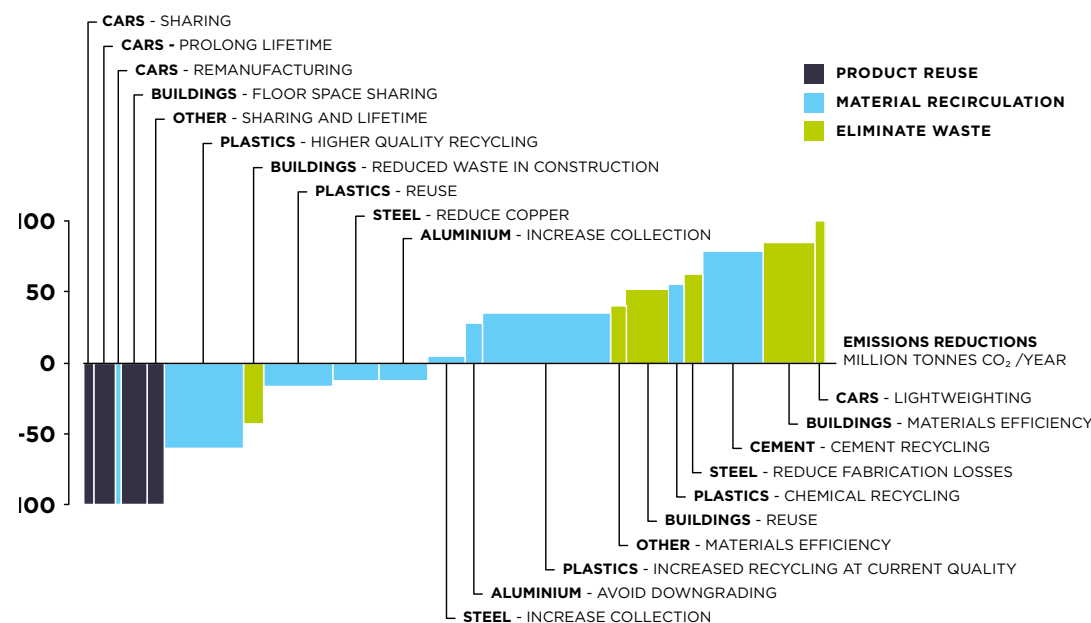 CARS - SHARING
CARS - PROLONG LIFETIME
CARS - REMANUFACTURING
BUILDINGS - FLOOR SPACE SHARING
OTHER - SHARING AND LIFETIME
PLASTICS - HIGHER QUALITY RECYCLING
BUILDINGS - REDUCED WASTE IN CONSTRUCTION
PLASTICS - REUSE
STEEL - REDUCE COPPER
ALUMINIUM - INCREASE COLLECTION
PRODUCT REUSE
MATERIAL RECIRCULATION
ELIMINATE WASTE
100
50
0
-50
100
EMISSIONS REDUCTIONS
MILLION TONNES CO₂ /YEAR
CARS - LIGHTWEIGHTING
BUILDINGS - MATERIALS EFFICIENCY
CEMENT - CEMENT RECYCLING
STEEL - REDUCE FABRICATION LOSSES
PLASTICS - CHEMICAL RECYCLING
BUILDINGS - REUSE
OTHER - MATERIALS EFFICIENCY
PLASTICS - INCREASED RECYCLING AT CURRENT QUALITY
ALUMINIUM - AVOID DOWNGRADING
STEEL - INCREASE COLLECTION